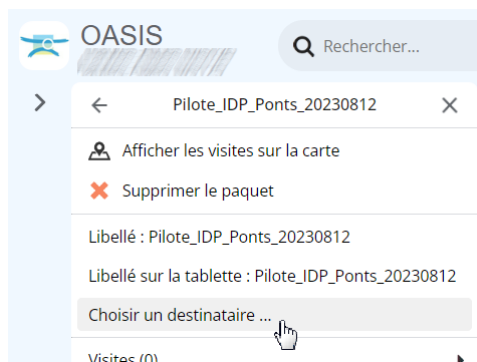 OASIS
Rechercher...
Pilote_IDP_Ponts_20230812
Afficher les visites sur la carte
Supprimer le paquet
Libellé : Pilote_IDP_Ponts_20230812
Libellé sur la tablette : Pilote_IDP_Ponts_20230812
Choisir un destinataire ...
Visites (0)